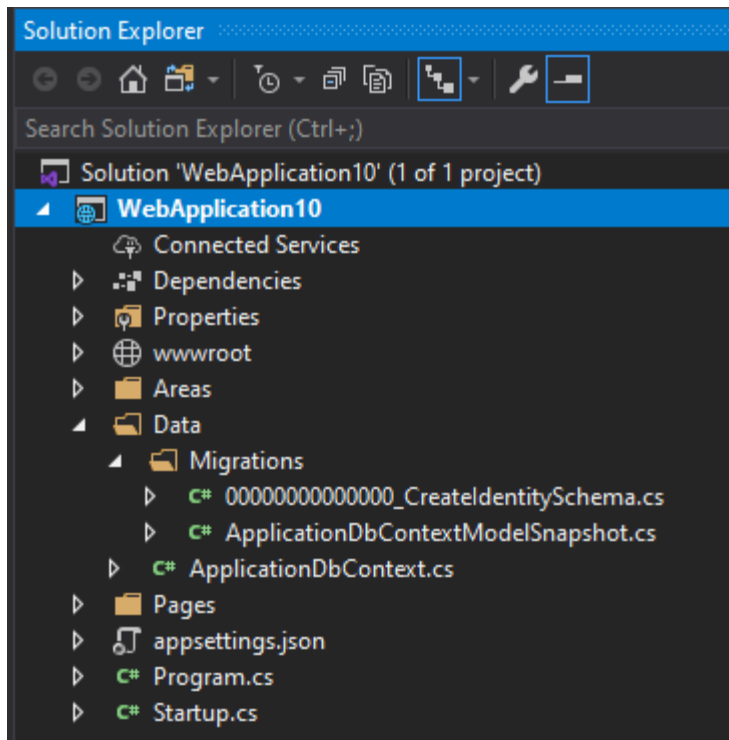 Solution Explorer
Search Solution Explorer (Ctrl+;)
Solution 'WebApplication10' (1 of 1 project)
WebApplication10
Connected Services
Dependencies
Properties
wwwroot
Areas
Data
Migrations
C# 00000000000000_CreateIdentitySchema.cs
C# ApplicationDbContextModelSnapshot.cs
C# ApplicationDbContext.cs
Pages
appsettings.json
C# Program.cs
C# Startup.cs